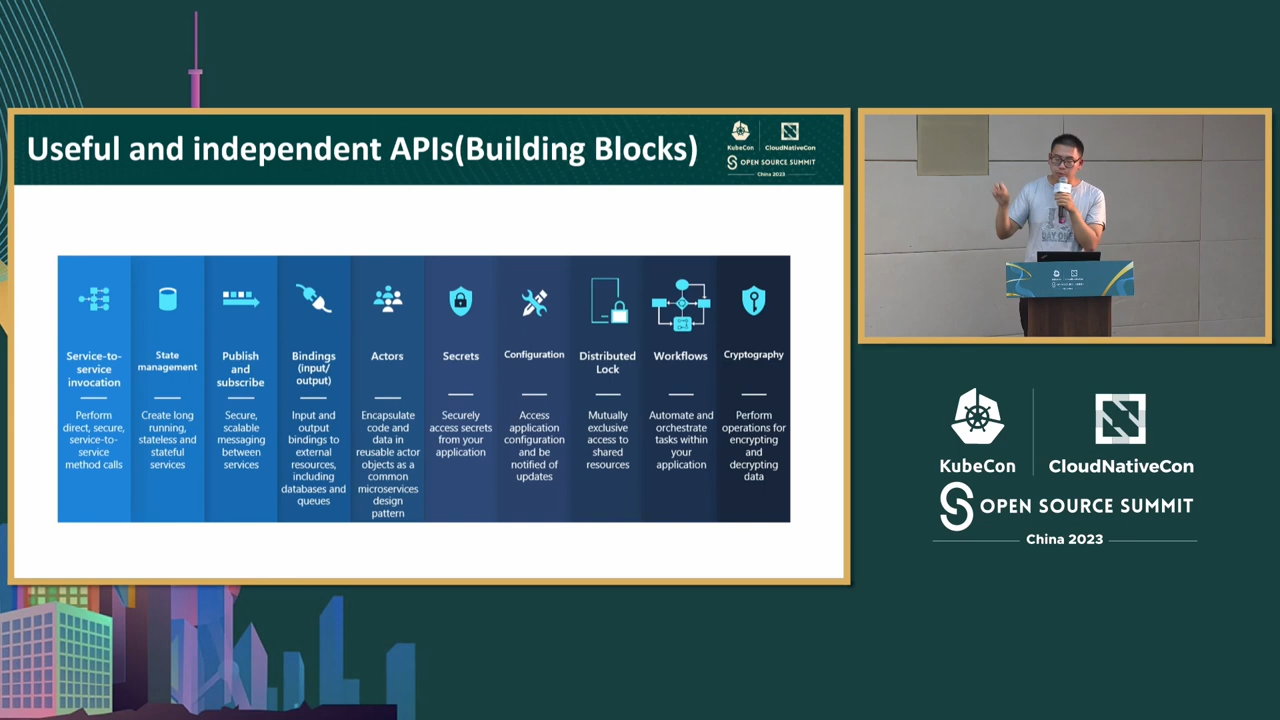 Useful and independent APIs(Building Blocks)
KubeCon
CloudNativeCon
OPEN SOURCE SUMMIT
China 2023
Service-to-
service
invocation
Perform
direct, secure,
service-to-
service
method calls
State
management
Create long
running,
stateless and
stateful
services
Publish
and
subscribe
Secure,
scalable
messaging
between
services
Bindings
(input/
output)
Input and
output
bindings to
external
resources,
including
databases and
queues
Actors
Encapsulate
code and
data in
reusable actor
objects as a
common
microservices
design
pattern
Secrets
Securely
access secrets
from your
application
Configuration
Access
application
configuration
and be
notified of
updates
Distributed
Lock
Mutually
exclusive
access to
shared
resources
Workflows
Automate and
orchestrate
tasks within
your
application
Cryptography
Perform
operations for
encrypting
and
decrypting
data
DAY ONE
KubeCon
CloudNativeCon
OPEN SOURCE SUMMIT
China 2023